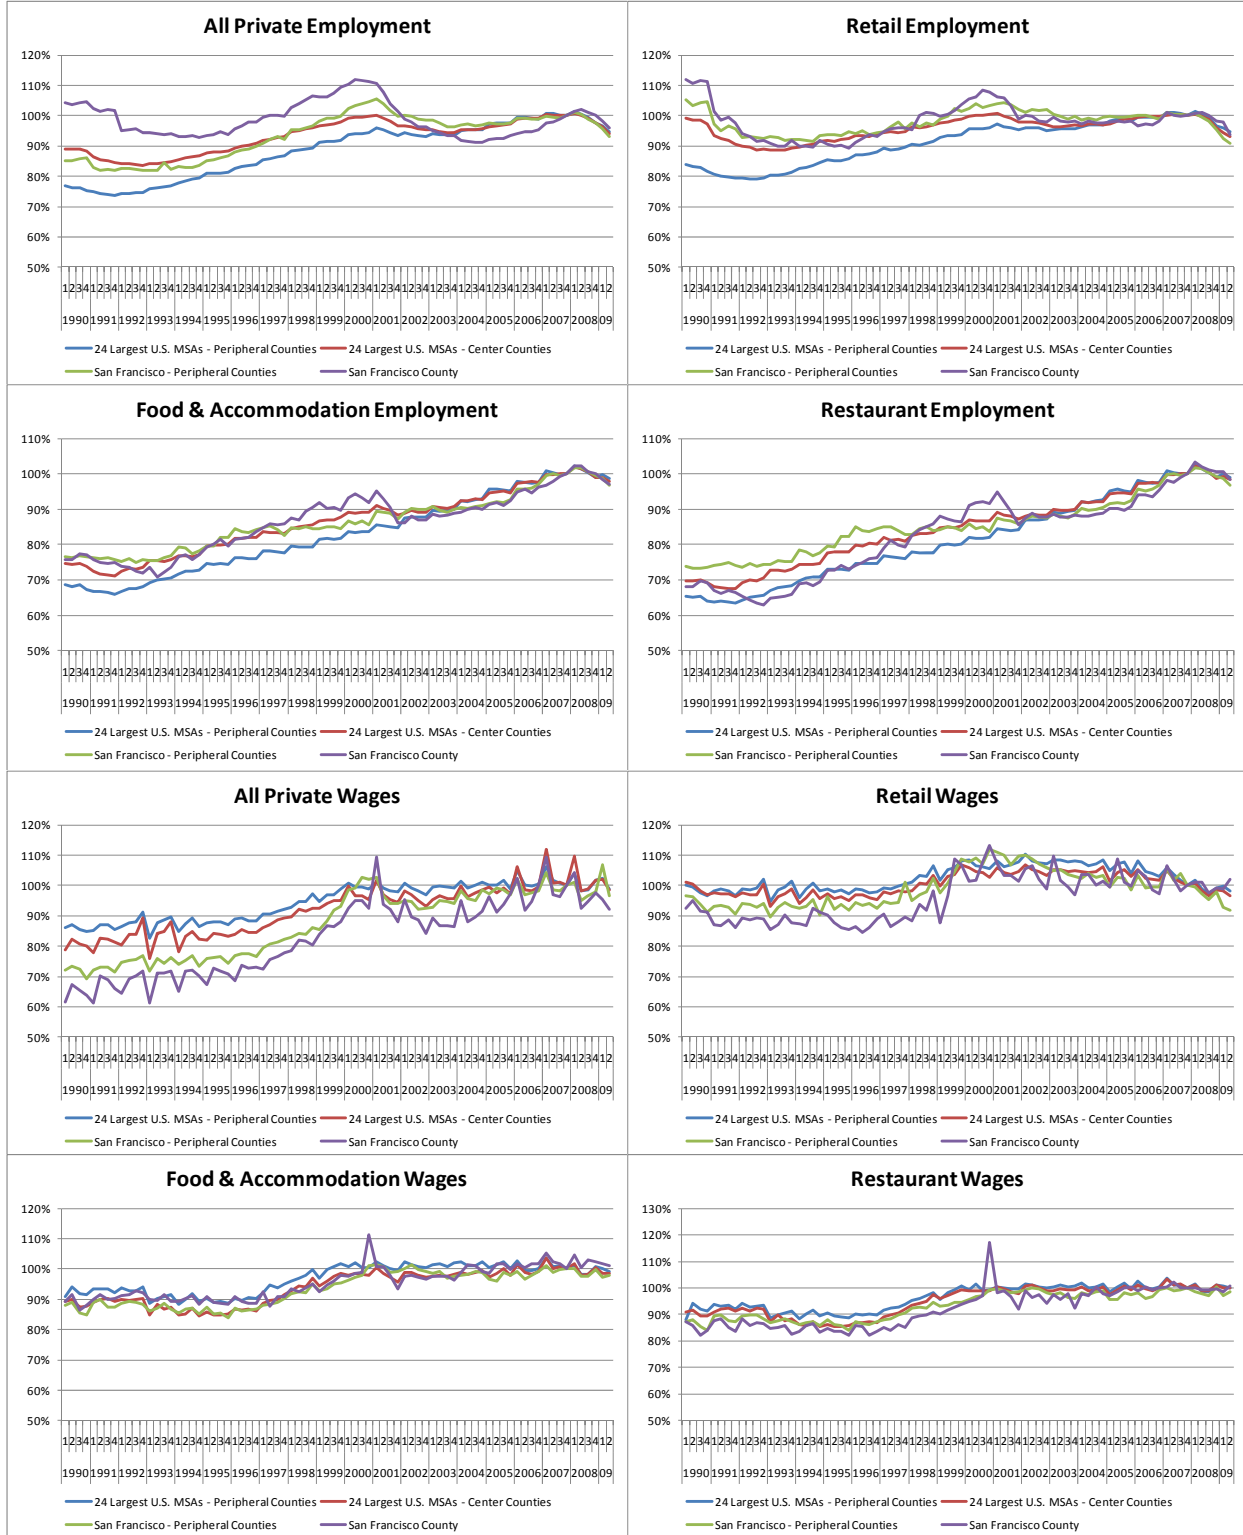 All Private Employment
120%
110%
100%
90%
80%
70%
60%
50%
123412341234123412341234123412341234123412341234123412341234123412341234123412
1990 1991 1992 1993 1994 1995 1996 1997 1998 1999 2000 2001 2002 2003 2004 2005 2006 2007 2008 09
24 Largest U.S. MSAs - Peripheral Counties 24 Largest U.S. MSAs - Center Counties
San Francisco - Peripheral Counties San Francisco County
Retail Employment
120%
110%
100%
90%
80%
70%
60%
50%
123412341234123412341234123412341234123412341234123412341234123412341234123412
1990 1991 1992 1993 1994 1995 1996 1997 1998 1999 2000 2001 2002 2003 2004 2005 2006 2007 2008 09
24 Largest U.S. MSAs - Peripheral Counties 24 Largest U.S. MSAs - Center Counties
San Francisco - Peripheral Counties San Francisco County
Food & Accommodation Employment
110%
100%
90%
80%
70%
60%
50%
123412341234123412341234123412341234123412341234123412341234123412341234123412
1990 1991 1992 1993 1994 1995 1996 1997 1998 1999 2000 2001 2002 2003 2004 2005 2006 2007 2008 09
24 Largest U.S. MSAs - Peripheral Counties 24 Largest U.S. MSAs - Center Counties
San Francisco - Peripheral Counties San Francisco County
Restaurant Employment
110%
100%
90%
80%
70%
60%
50%
123412341234123412341234123412341234123412341234123412341234123412341234123412
1990 1991 1992 1993 1994 1995 1996 1997 1998 1999 2000 2001 2002 2003 2004 2005 2006 2007 2008 09
24 Largest U.S. MSAs - Peripheral Counties 24 Largest U.S. MSAs - Center Counties
San Francisco - Peripheral Counties San Francisco County
All Private Wages
120%
110%
100%
90%
80%
70%
60%
50%
123412341234123412341234123412341234123412341234123412341234123412341234123412
1990 1991 1992 1993 1994 1995 1996 1997 1998 1999 2000 2001 2002 2003 2004 2005 2006 2007 2008 09
24 Largest U.S. MSAs - Peripheral Counties 24 Largest U.S. MSAs - Center Counties
San Francisco - Peripheral Counties San Francisco County
Retail Wages
120%
110%
100%
90%
80%
70%
60%
50%
123412341234123412341234123412341234123412341234123412341234123412341234123412
1990 1991 1992 1993 1994 1995 1996 1997 1998 1999 2000 2001 2002 2003 2004 2005 2006 2007 2008 09
24 Largest U.S. MSAs - Peripheral Counties 24 Largest U.S. MSAs - Center Counties
San Francisco - Peripheral Counties San Francisco County
Food & Accommodation Wages
120%
110%
100%
90%
80%
70%
60%
50%
123412341234123412341234123412341234123412341234123412341234123412341234123412
1990 1991 1992 1993 1994 1995 1996 1997 1998 1999 2000 2001 2002 2003 2004 2005 2006 2007 2008 09
24 Largest U.S. MSAs - Peripheral Counties 24 Largest U.S. MSAs - Center Counties
San Francisco - Peripheral Counties San Francisco County
Restaurant Wages
130%
120%
110%
100%
90%
80%
70%
60%
50%
123412341234123412341234123412341234123412341234123412341234123412341234123412
1990 1991 1992 1993 1994 1995 1996 1997 1998 1999 2000 2001 2002 2003 2004 2005 2006 2007 2008 09
24 Largest U.S. MSAs - Peripheral Counties 24 Largest U.S. MSAs - Center Counties
San Francisco - Peripheral Counties San Francisco County